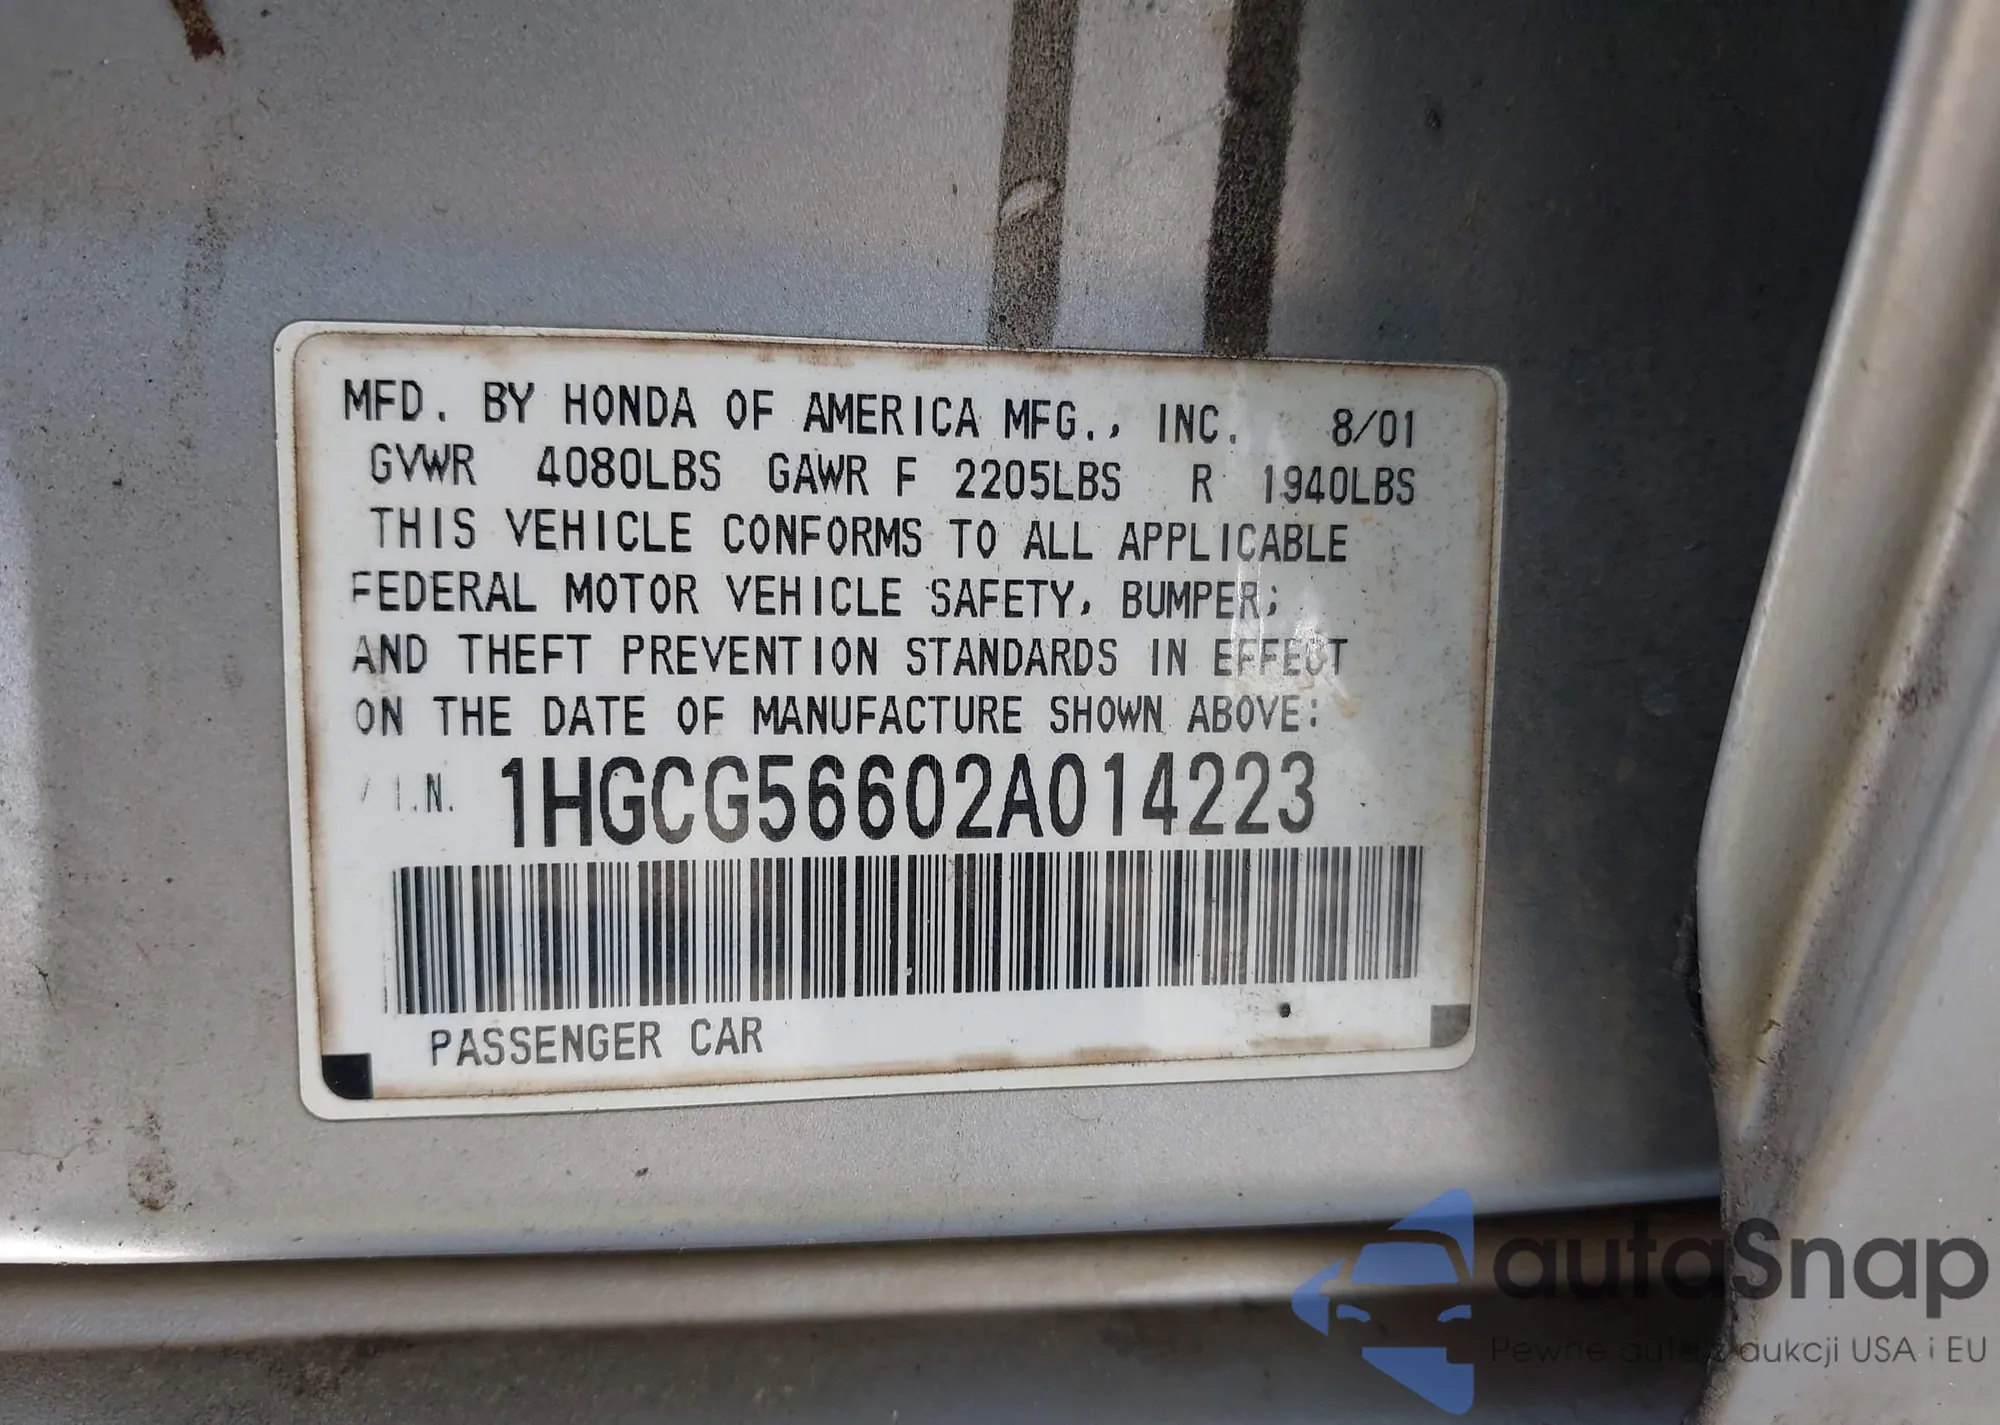 MFD. BY HONDA OF AMERICA MFG., INC. 8/01
GVWR 4080LBS GAWR F 2205LBS R 1940LBS
THIS VEHICLE CONFORMS TO ALL APPLICABLE
FEDERAL MOTOR VEHICLE SAFETY, BUMPER,
AND THEFT PREVENTION STANDARDS IN EFFECT
ON THE DATE OF MANUFACTURE SHOWN ABOVE:
V.I.N. 1HGCG56602A014223
PASSENGER CAR
autaSnap
Pewne auta z aukcji USA i EU